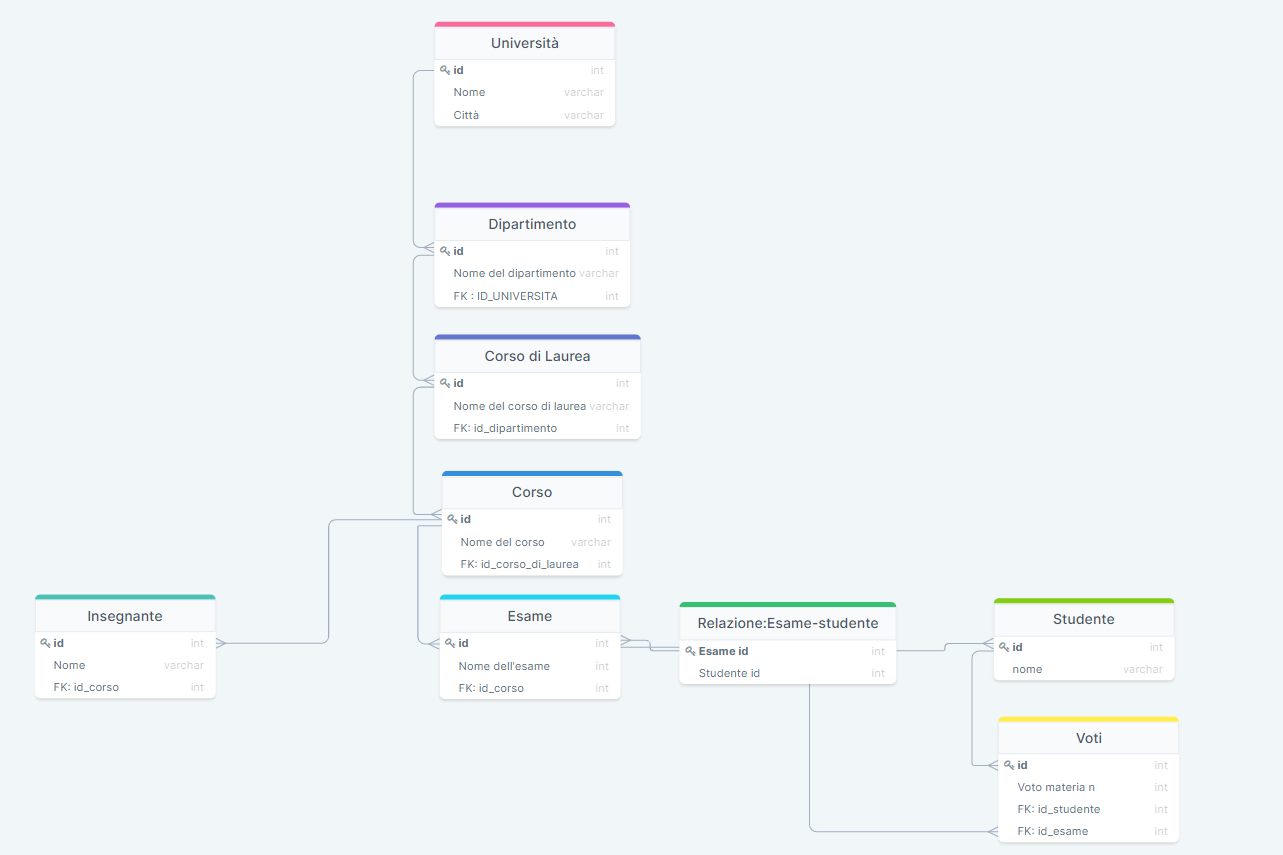 Università
id int
Nome varchar
Città varchar
Dipartimento
id int
Nome del dipartimento varchar
FK : ID_UNIVERSITA int
Corso di Laurea
id int
Nome del corso di laurea varchar
FK: id_dipartimento int
Corso
id int
Nome del corso varchar
FK: id_corso_di_laurea int
Insegnante
id int
Nome varchar
FK: id_corso int
Esame
id int
Nome dell'esame int
FK: id_corso int
Relazione:Esame-studente
Esame id int
Studente id int
Studente
id int
nome varchar
Voti
id int
Voto materia n int
FK: id_studente int
FK: id_esame int